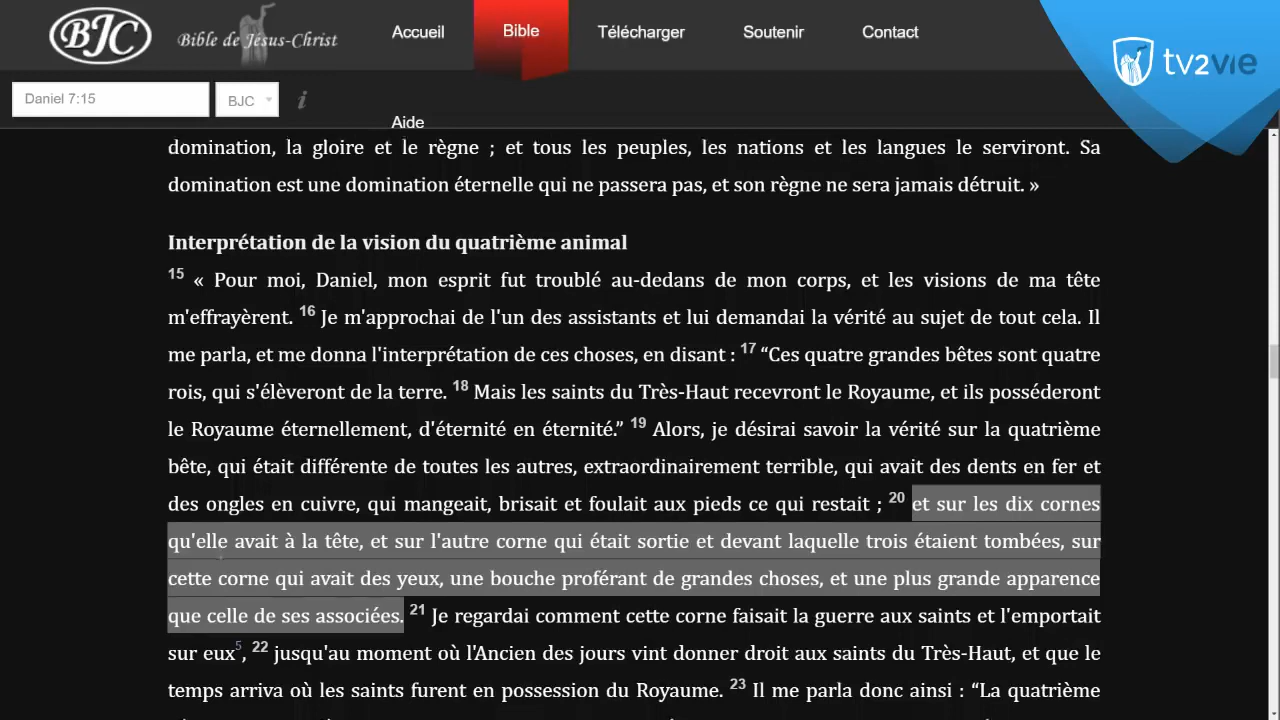 BJC
Bible de Jésus-Christ
Accueil
Bible
Télécharger
Soutenir
Contact
tv2vie
Daniel 7:15
BJC
i
Aide
domination, la gloire et le règne ; et tous les peuples, les nations et les langues le serviront. Sa
domination est une domination éternelle qui ne passera pas, et son règne ne sera jamais détruit. »
Interprétation de la vision du quatrième animal
15 « Pour moi, Daniel, mon esprit fut troublé au-dedans de mon corps, et les visions de ma tête
m'effrayèrent. 16 Je m'approchai de l'un des assistants et lui demandai la vérité au sujet de tout cela. Il
me parla, et me donna l'interprétation de ces choses, en disant : 17 “Ces quatre grandes bêtes sont quatre
rois, qui s'élèveront de la terre. 18 Mais les saints du Très-Haut recevront le Royaume, et ils posséderont
le Royaume éternellement, d'éternité en éternité.” 19 Alors, je désirai savoir la vérité sur la quatrième
bête, qui était différente de toutes les autres, extraordinairement terrible, qui avait des dents en fer et
des ongles en cuivre, qui mangeait, brisait et foulait aux pieds ce qui restait ; 20 et sur les dix cornes
qu'elle avait à la tête, et sur l'autre corne qui était sortie et devant laquelle trois étaient tombées, sur
cette corne qui avait des yeux, une bouche proférant de grandes choses, et une plus grande apparence
que celle de ses associées. 21 Je regardai comment cette corne faisait la guerre aux saints et l'emportait
sur eux5, 22 jusqu'au moment où l'Ancien des jours vint donner droit aux saints du Très-Haut, et que le
temps arriva où les saints furent en possession du Royaume. 23 Il me parla donc ainsi : “La quatrième